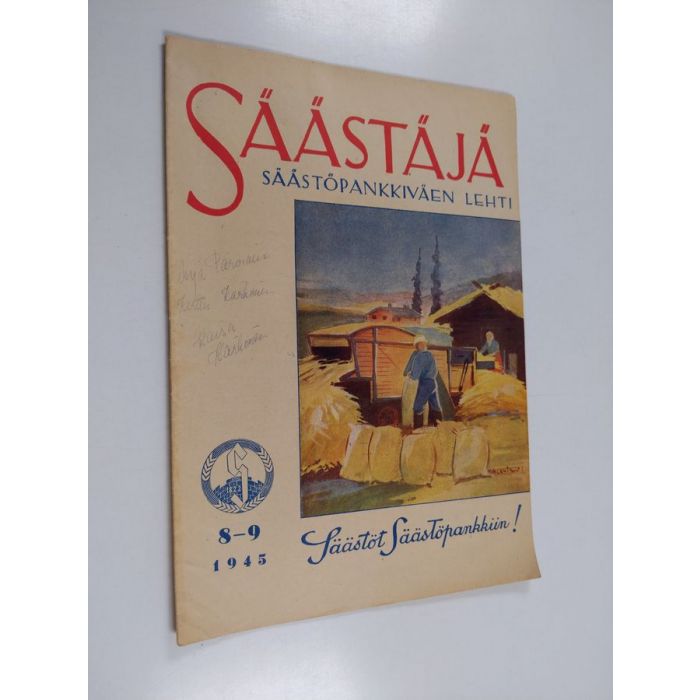 SÄÄSTÄJÄ
SÄÄSTÖPANKKIVÄEN LEHTI
8-9
1945
Säästöt Säästöpankkiin!